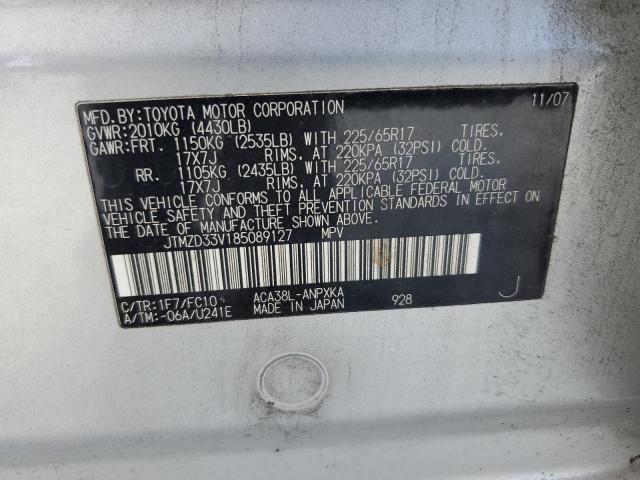 MFD.BY:TOYOTA MOTOR CORPORATION 11/07
GVWR:2010KG (4430LB)
GAWR:FRT. 1150KG (2535LB) WITH 225/65R17 TIRES,
17X7J RIMS, AT 220KPA (32PSI) COLD.
RR. 1105KG (2435LB) WITH 225/65R17 TIRES,
17X7J RIMS, AT 220KPA (32PSI) COLD.
THIS VEHICLE CONFORMS TO ALL APPLICABLE FEDERAL MOTOR
VEHICLE SAFETY AND THEFT PREVENTION STANDARDS IN EFFECT ON
THE DATE OF MANUFACTURE SHOWN ABOVE.
JTMZD33V185089127 MPV
C/TR:1F7/FC10 ACA38L-ANPXKA
A/TM:-06A/U241E MADE IN JAPAN 928 J